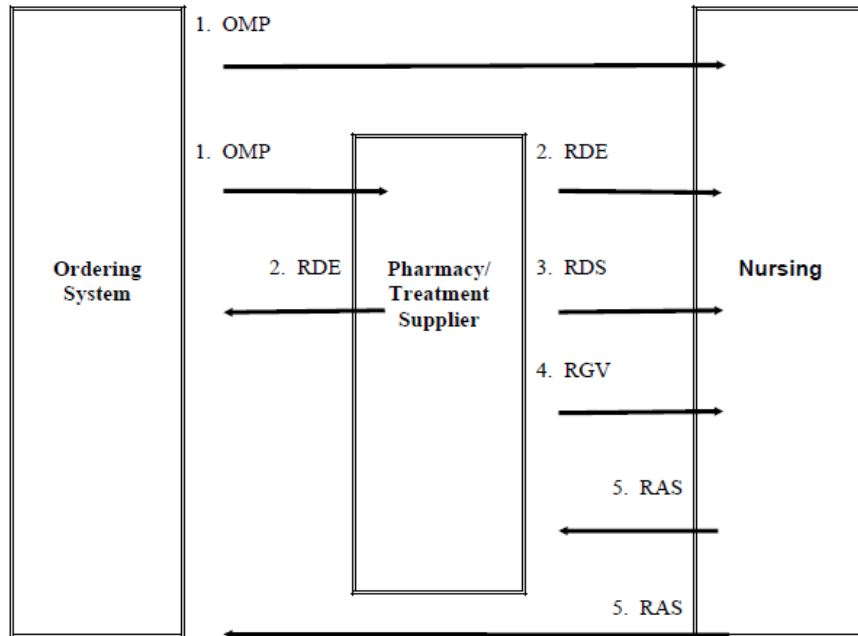 1. OMP
1. OMP
2. RDE
Ordering
System
2. RDE
Pharmacy/
Treatment
Supplier
3. RDS
Nursing
4. RGV
5. RAS
5. RAS